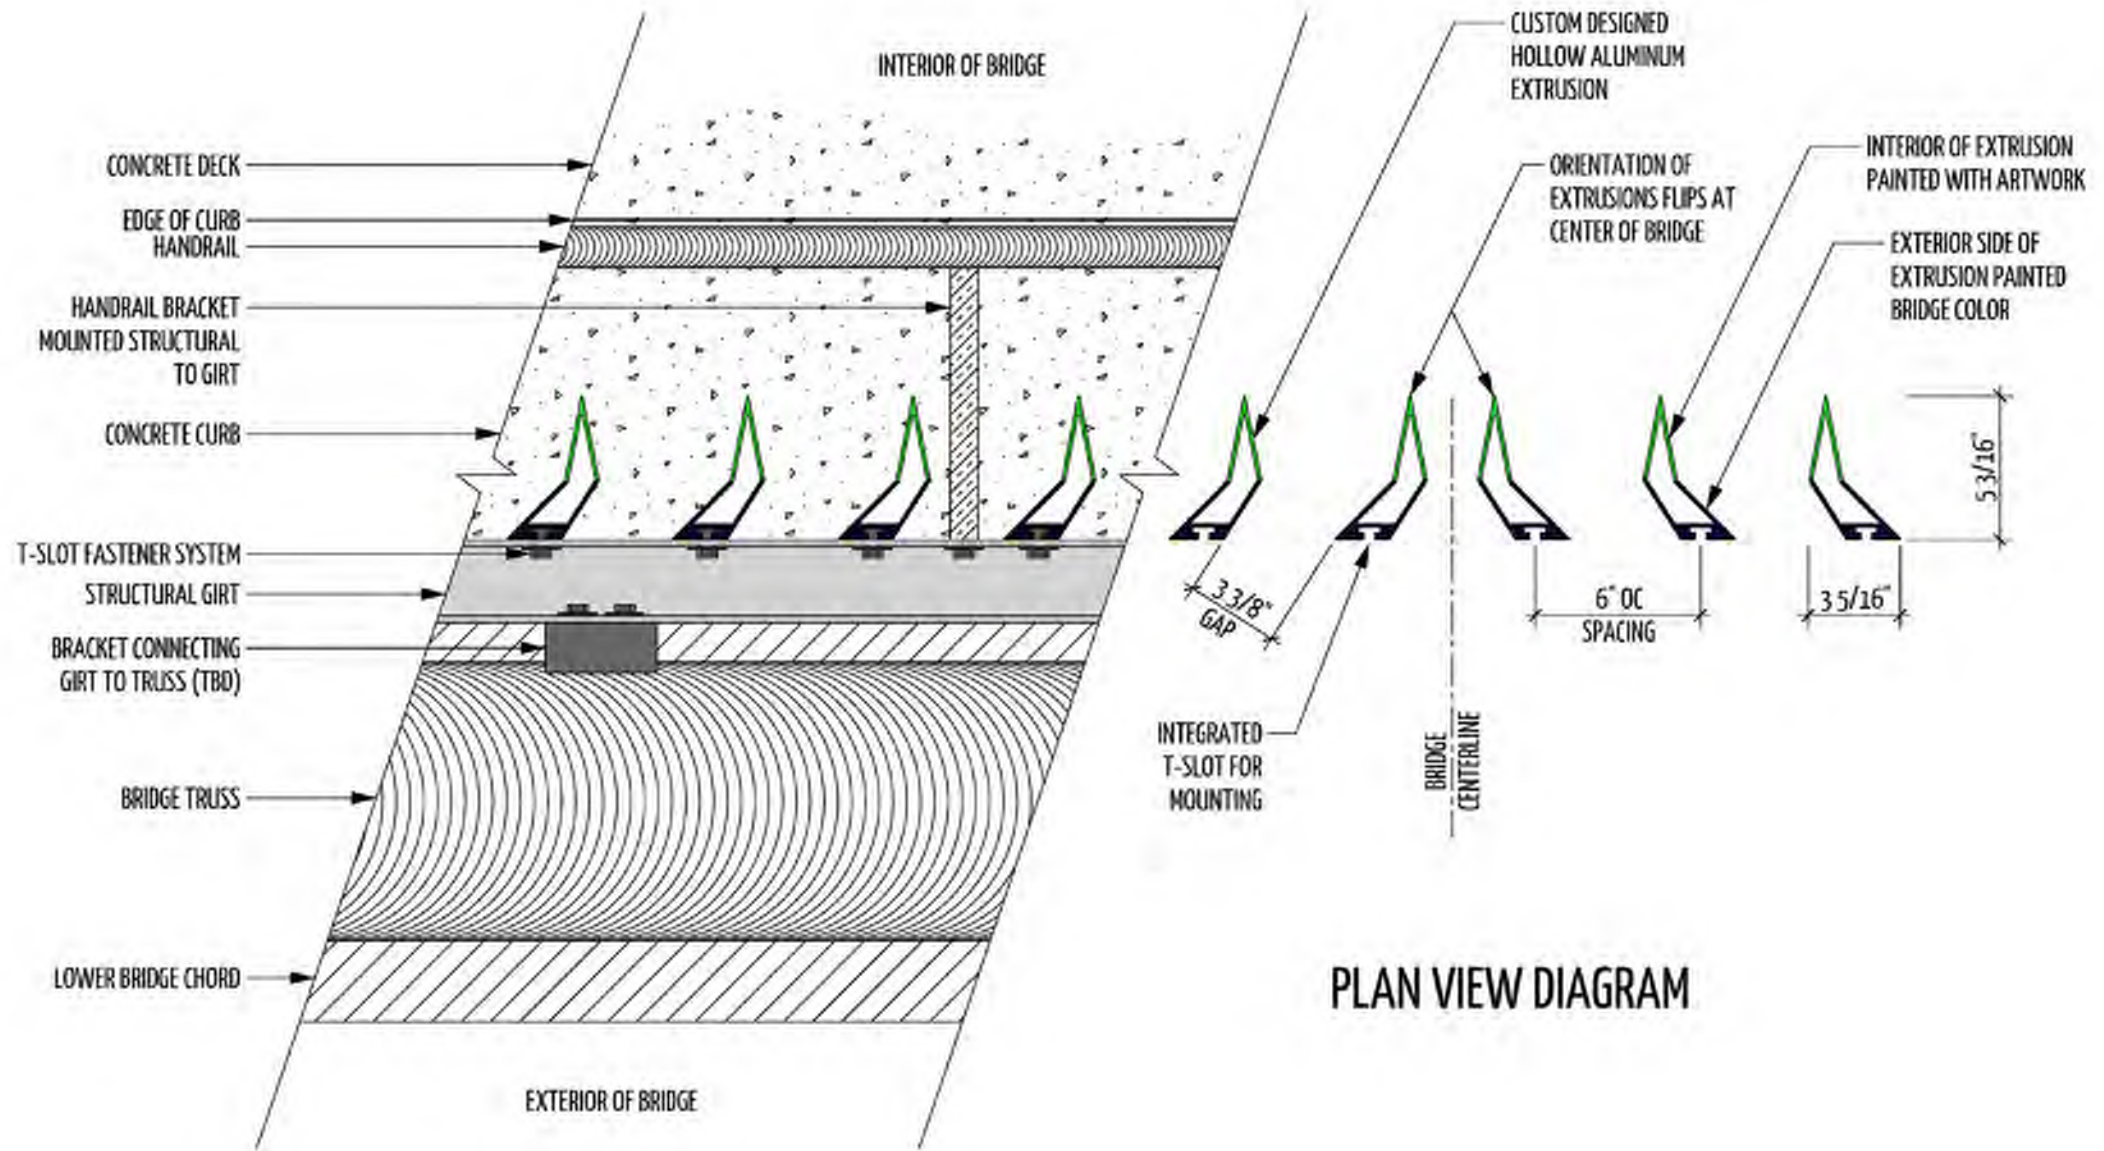 INTERIOR OF BRIDGE
CONCRETE DECK
EDGE OF CURB
HANDRAIL
HANDRAIL BRACKET
MOUNTED STRUCTURAL
TO GIRT
CONCRETE CURB
T-SLOT FASTENER SYSTEM
STRUCTURAL GIRT
BRACKET CONNECTING
GIRT TO TRUSS (TBD)
BRIDGE TRUSS
LOWER BRIDGE CHORD
EXTERIOR OF BRIDGE
CUSTOM DESIGNED
HOLLOW ALUMINUM
EXTRUSION
ORIENTATION OF
EXTRUSIONS FLIPS AT
CENTER OF BRIDGE
INTERIOR OF EXTRUSION
PAINTED WITH ARTWORK
EXTERIOR SIDE OF
EXTRUSION PAINTED
BRIDGE COLOR
5 3/16"
3 3/8"
GAP
6" OC
SPACING
3 5/16"
INTEGRATED
T-SLOT FOR
MOUNTING
BRIDGE
CENTERLINE
PLAN VIEW DIAGRAM